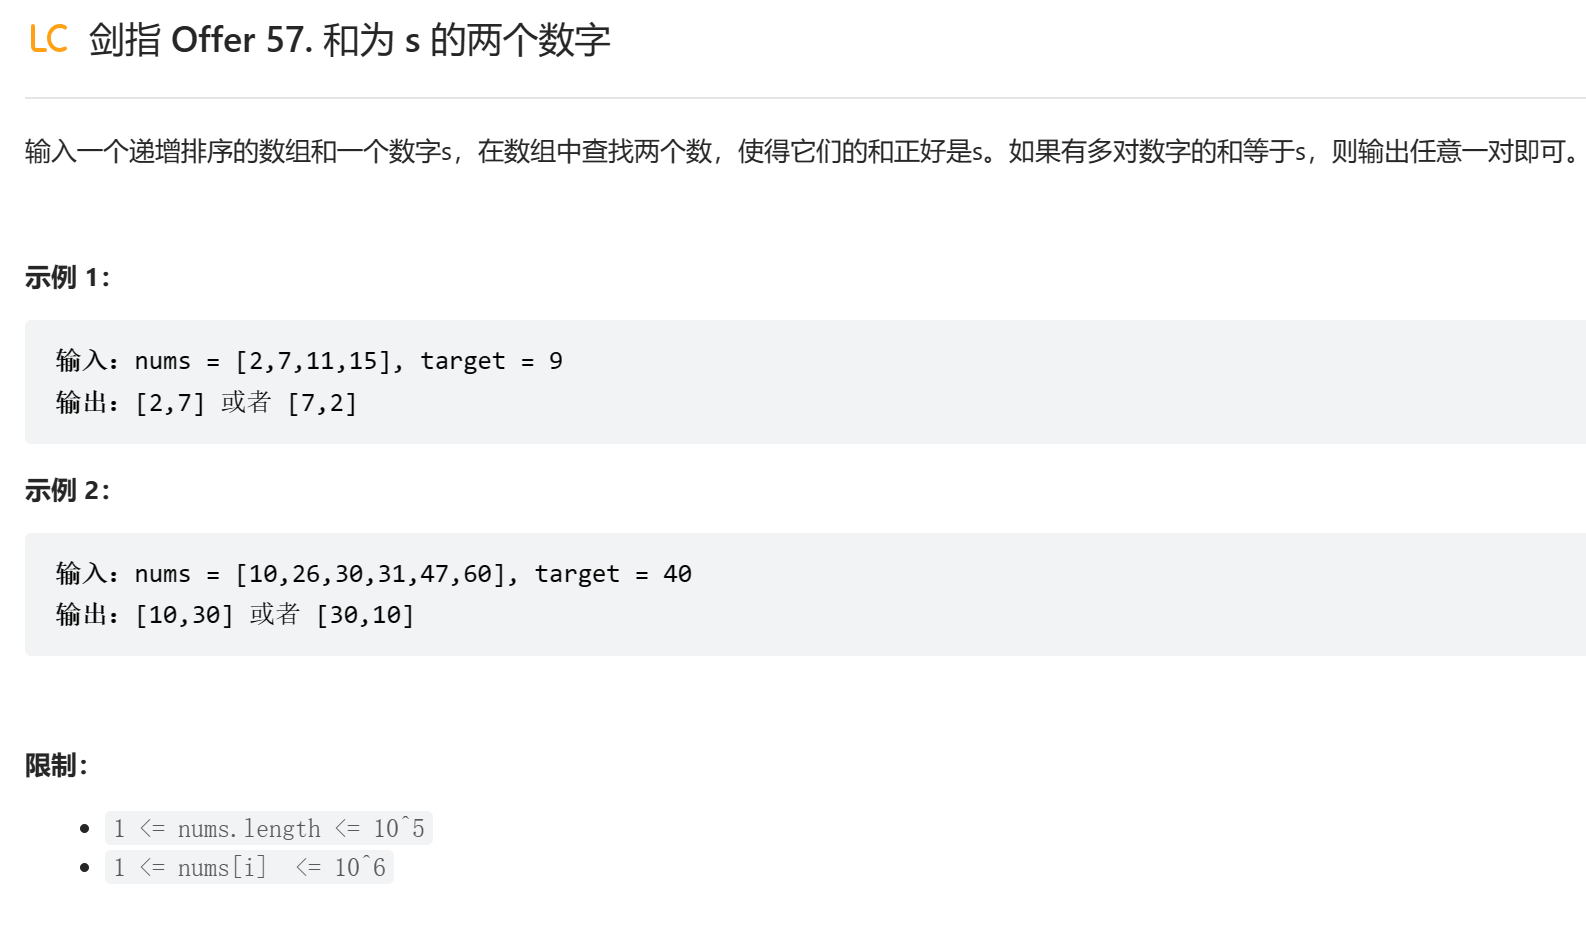 LC 剑指 Offer 57. 和为 s 的两个数字
输入一个递增排序的数组和一个数字s，在数组中查找两个数，使得它们的和正好是s。如果有多对数字的和等于s，则输出任意一对即可。
示例 1：
输入：nums = [2,7,11,15], target = 9
输出：[2,7] 或者 [7,2]
示例 2：
输入：nums = [10,26,30,31,47,60], target = 40
输出：[10,30] 或者 [30,10]
限制：
1 <= nums.length <= 10^5
1 <= nums[i]  <= 10^6